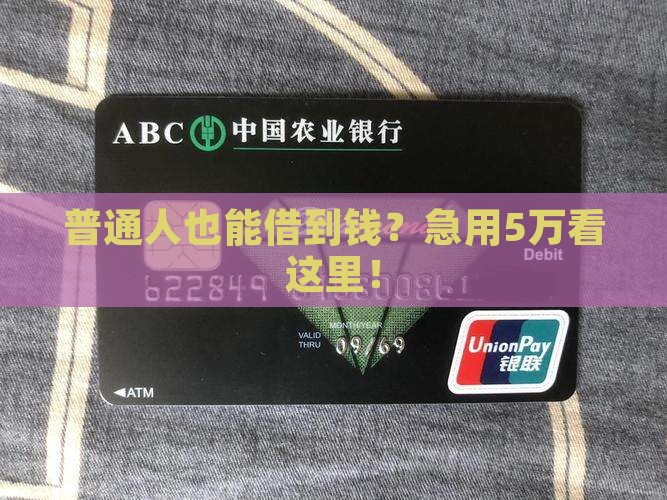 ABC 中国农业银行
普通人也能借到钱？急用5万看
这里！
Debit
622849
MONTH/YEAR
VALID
THRU 09/69
UnionPay
银联
◀ATM